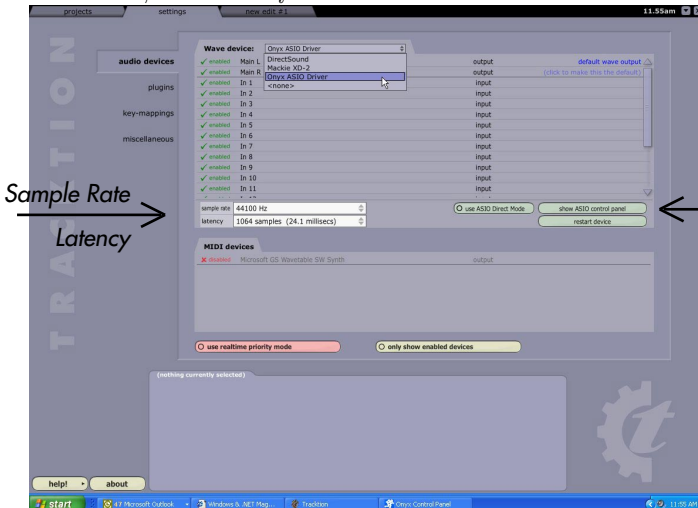 projects settings new edit #1 11.55am
Wave device: Onyx ASIO Driver
DirectSound
Mackie XD-2
Onyx ASIO Driver
<none>
audio devices
plugins
key-mappings
miscellaneous
enabled Main L output default wave output
enabled Main R output (click to make this the default)
enabled In 1 input
enabled In 2 input
enabled In 3 input
enabled In 4 input
enabled In 5 input
enabled In 6 input
enabled In 7 input
enabled In 8 input
enabled In 9 input
enabled In 10 input
enabled In 11 input
Sample Rate
Latency
sample rate 44100 Hz use ASIO Direct Mode show ASIO control panel
latency 1064 samples (24.1 millisecs) restart device
MIDI devices
disabled Microsoft GS Wavetable SW Synth output
use realtime priority mode only show enabled devices
TRACKTION
(nothing currently selected)
help! about
start 47 Microsoft Outlook Windows & .NET Mag... Tracktion Onyx Control Panel 11:55 AM